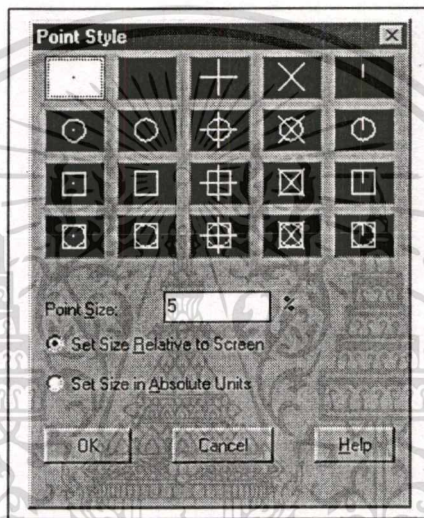 Point Style
Point Size: 5 %
Set Size Relative to Screen
Set Size in Absolute Units
OK Cancel Help